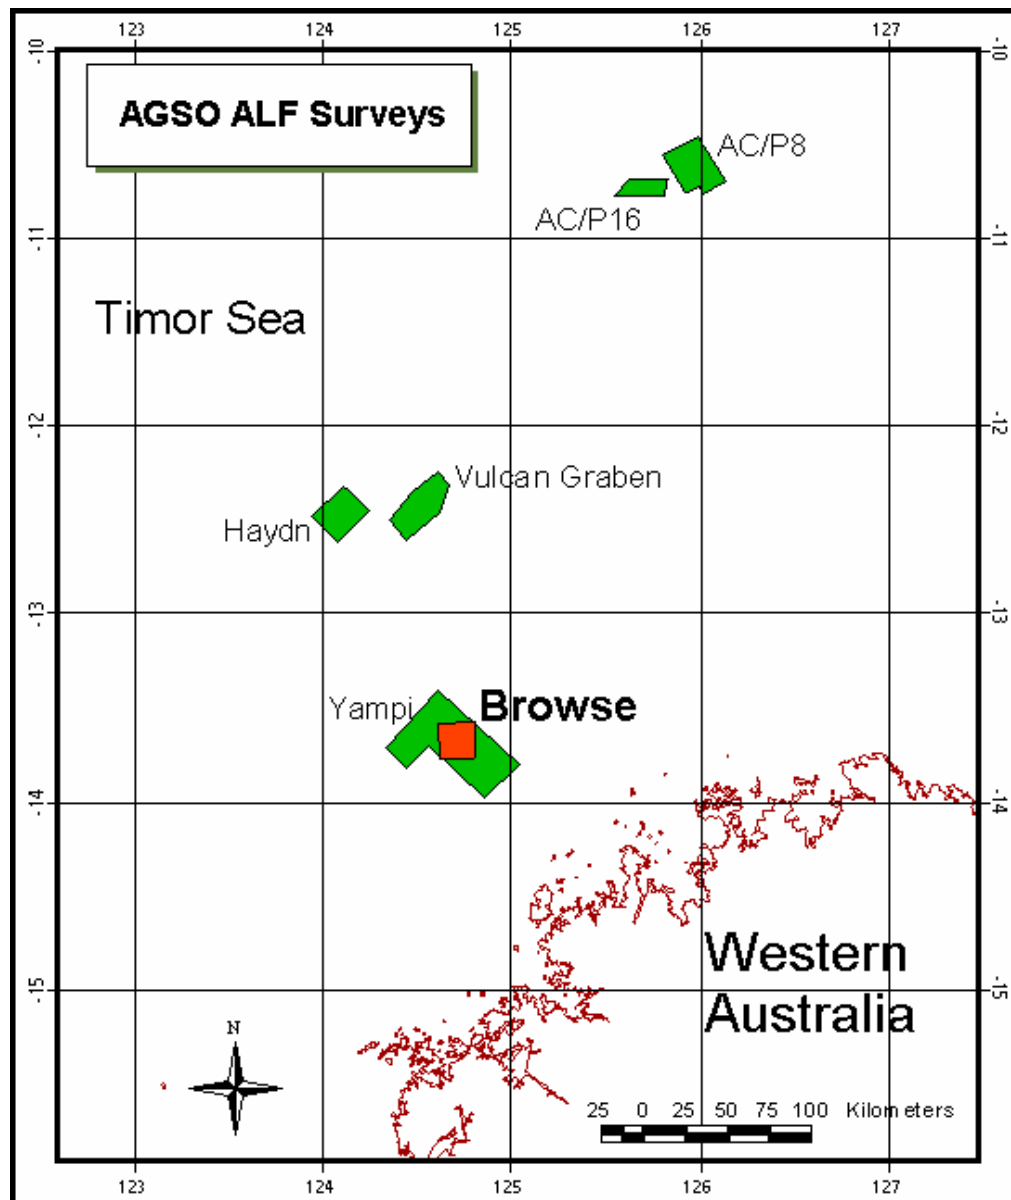 123 124 125 126 127
-10 -10
AGSO ALF Surveys
AC/P8
AC/P16
-11 -11
Timor Sea
-12 -12
Vulcan Graben
Haydn
-13 -13
Browse
Yampi
-14 -14
Western
Australia
-15 -15
N
25 0 25 50 75 100 Kilometers
123 124 125 126 127